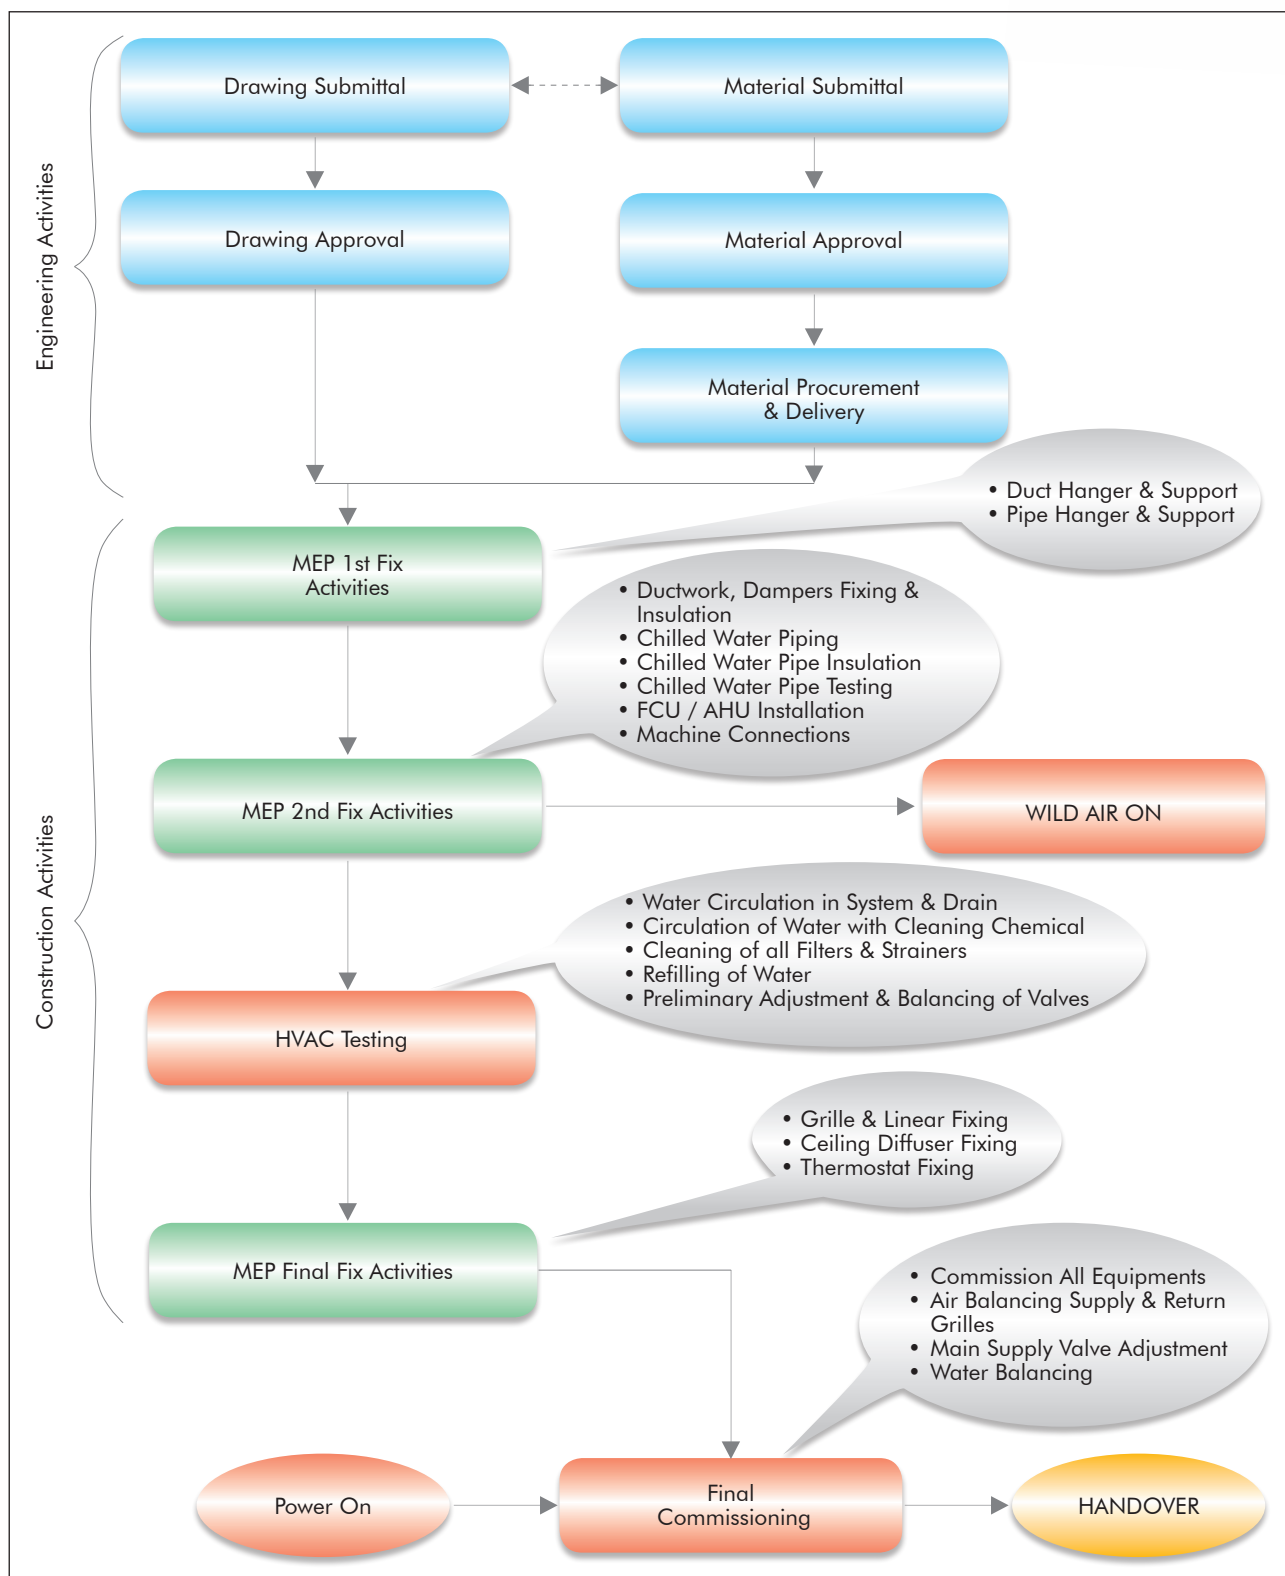 Engineering Activities
Drawing Submittal
Material Submittal
Drawing Approval
Material Approval
Material Procurement
& Delivery
• Duct Hanger & Support
• Pipe Hanger & Support
Construction Activities
MEP 1st Fix
Activities
• Ductwork, Dampers Fixing &
Insulation
• Chilled Water Piping
• Chilled Water Pipe Insulation
• Chilled Water Pipe Testing
• FCU / AHU Installation
• Machine Connections
MEP 2nd Fix Activities
WILD AIR ON
• Water Circulation in System & Drain
• Circulation of Water with Cleaning Chemical
• Cleaning of all Filters & Strainers
• Refilling of Water
• Preliminary Adjustment & Balancing of Valves
HVAC Testing
• Grille & Linear Fixing
• Ceiling Diffuser Fixing
• Thermostat Fixing
MEP Final Fix Activities
• Commission All Equipments
• Air Balancing Supply & Return
Grilles
• Main Supply Valve Adjustment
• Water Balancing
Power On
Final
Commissioning
HANDOVER